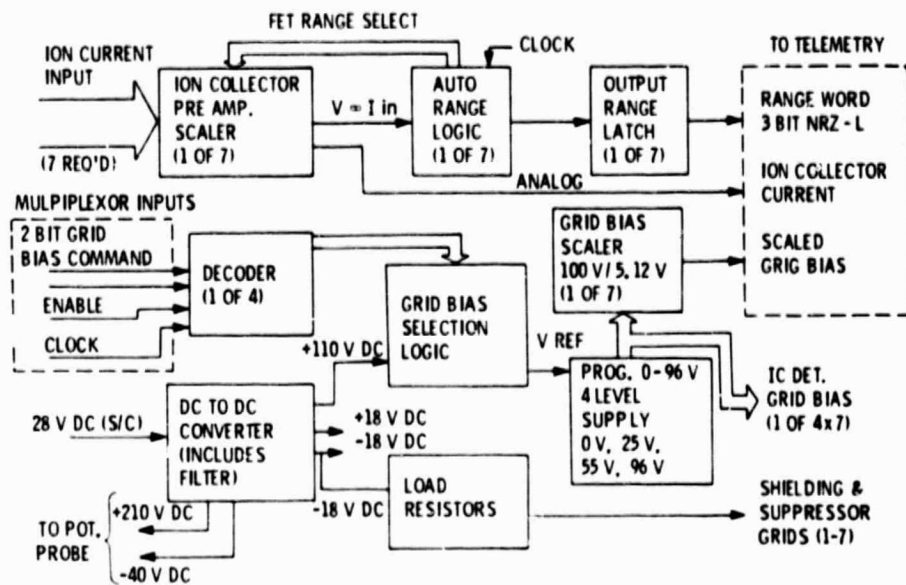 FET RANGE SELECT
ION CURRENT
INPUT
(7 REQ'D)
ION COLLECTOR
PRE AMP.
SCALER
(1 OF 7)
V ∝ I in
CLOCK
AUTO
RANGE
LOGIC
(1 OF 7)
OUTPUT
RANGE
LATCH
(1 OF 7)
TO TELEMETRY
RANGE WORD
3 BIT NRZ - L
ANALOG
ION COLLECTOR
CURRENT
SCALED
GRIG BIAS
MULPIPLEXOR INPUTS
2 BIT GRID
BIAS COMMAND
ENABLE
CLOCK
DECODER
(1 OF 4)
GRID BIAS
SELECTION
LOGIC
GRID BIAS
SCALER
100 V / 5.12 V
(1 OF 7)
+110 V DC
V REF
PROG. 0-96 V
4 LEVEL
SUPPLY
0 V, 25 V,
55 V, 96 V
IC DET.
GRID BIAS
(1 OF 4x7)
28 V DC (S/C)
DC TO DC
CONVERTER
(INCLUDES
FILTER)
+18 V DC
-18 V DC
-18 V DC
LOAD
RESISTORS
SHIELDING &
SUPPRESSOR
GRIDS (1-7)
TO POT.
PROBE
+210 V DC
-40 V DC